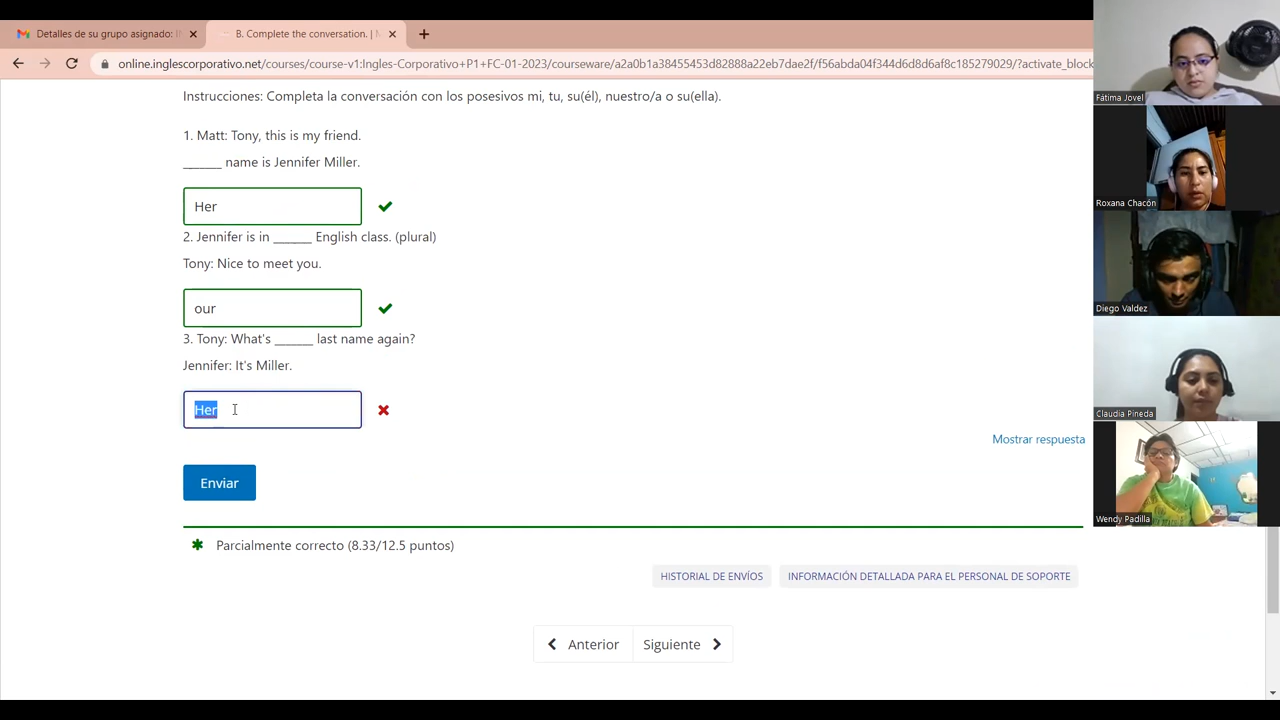 Detalles de su grupo asignado: I
B. Complete the conversation. | M
online.inglescorporativo.net/courses/course-v1:Ingles-Corporativo+P1+FC-01-2023/courseware/a2a0b1a38455453d82888a22eb7dae2f/f56abda04f344d6d8d6af8c185279029/?activate_block
Instrucciones: Completa la conversación con los posesivos mi, tu, su(él), nuestro/a o su(ella).
1. Matt: Tony, this is my friend.
______ name is Jennifer Miller.
Her
2. Jennifer is in ______ English class. (plural)
Tony: Nice to meet you.
our
3. Tony: What's ______ last name again?
Jennifer: It's Miller.
Her
Mostrar respuesta
Enviar
Parcialmente correcto (8.33/12.5 puntos)
HISTORIAL DE ENVÍOS
INFORMACIÓN DETALLADA PARA EL PERSONAL DE SOPORTE
Anterior
Siguiente
Fátima Jovel
Roxana Chacón
Diego Valdez
Claudia Pineda
Wendy Padilla